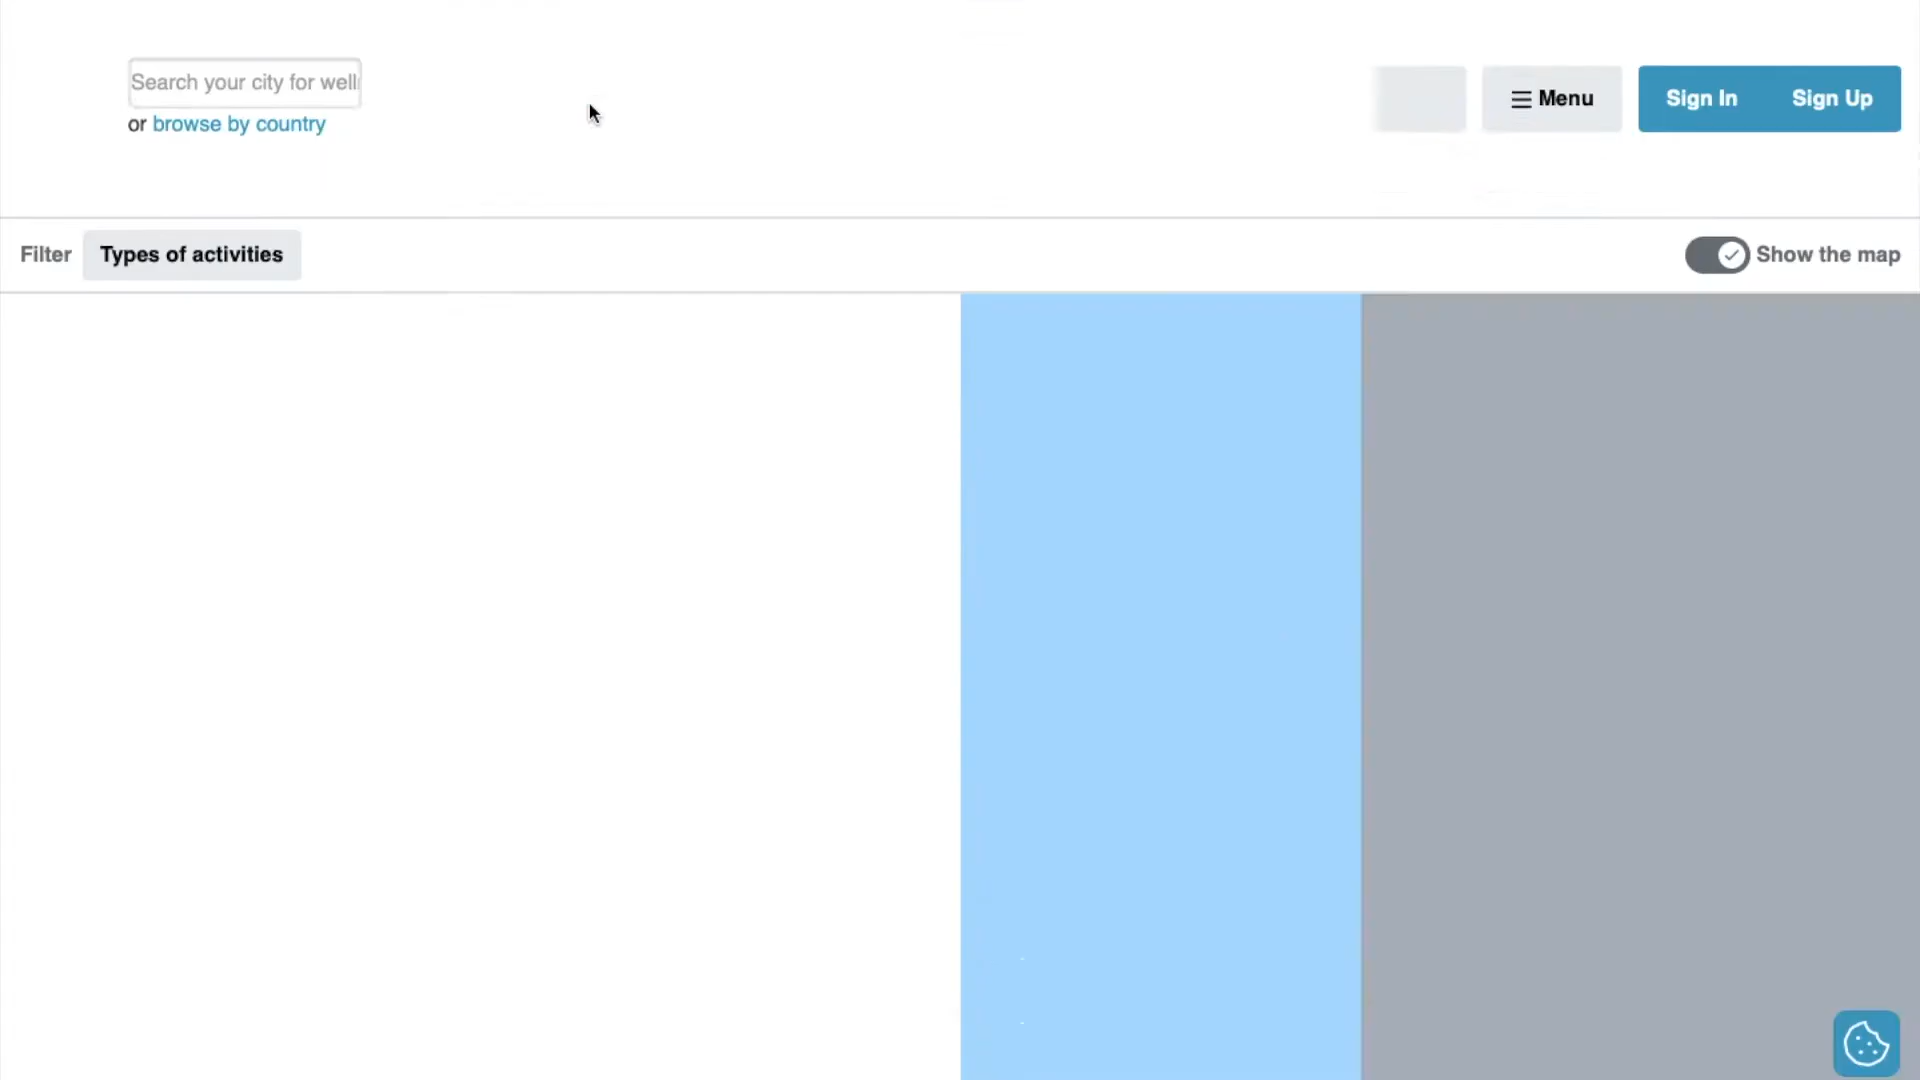 Search your city for well
or browse by country
Menu
Sign In
Sign Up
Filter
Types of activities
Show the map